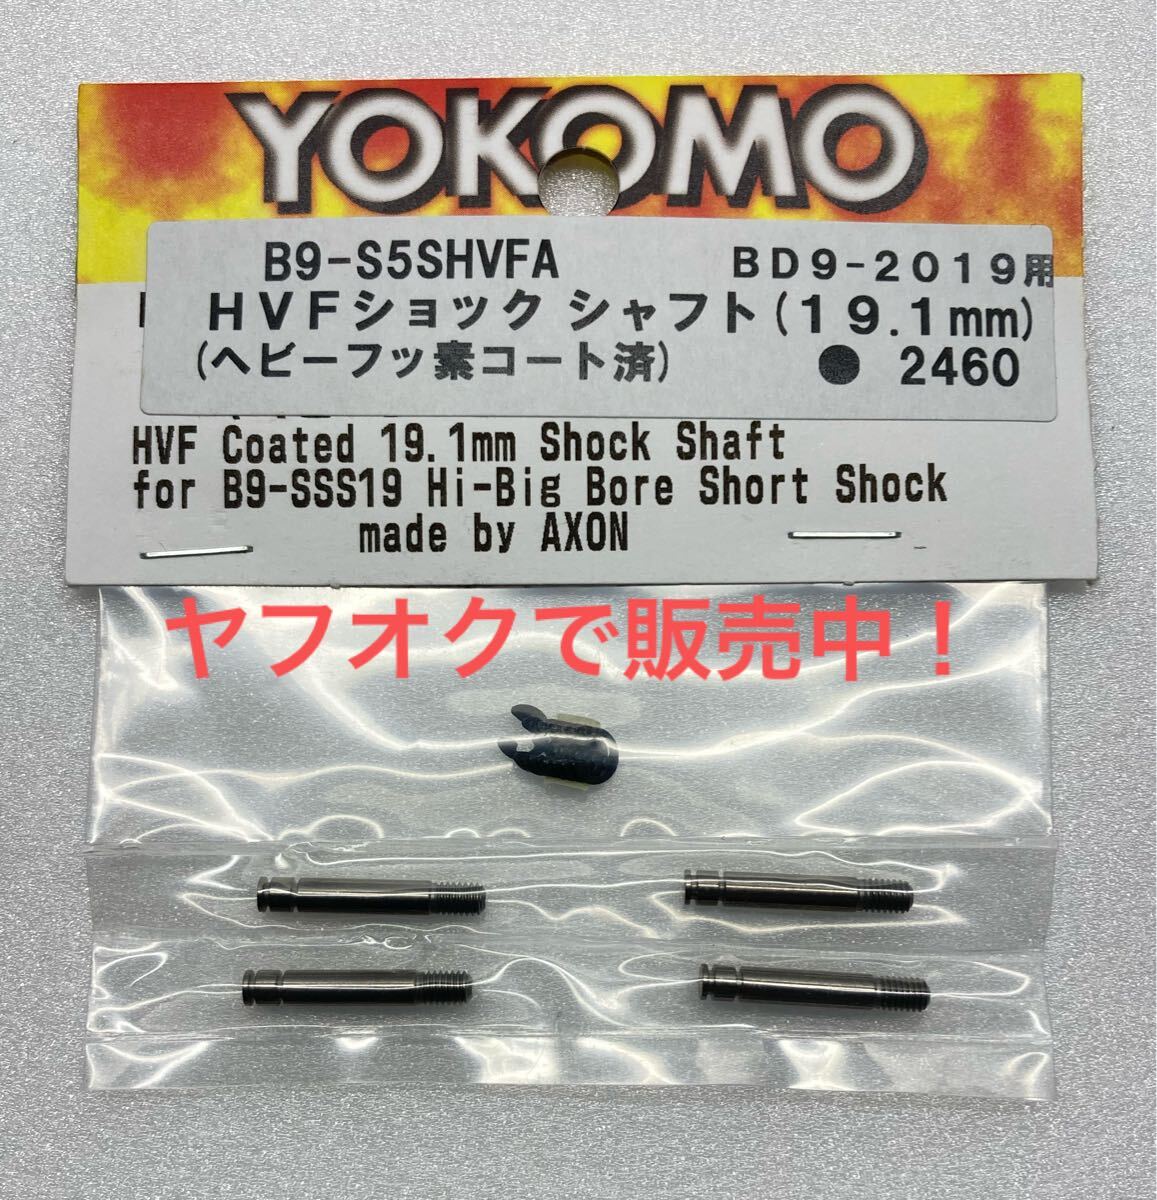 YOKOMO
B9-S5SHVFA BD9-2019用
HVFショック シャフト(19.1mm)
(ヘビーフッ素コート済) ● 2460
HVF Coated 19.1mm Shock Shaft
for B9-SSS19 Hi-Big Bore Short Shock
made by AXON
ヤフオクで販売中！